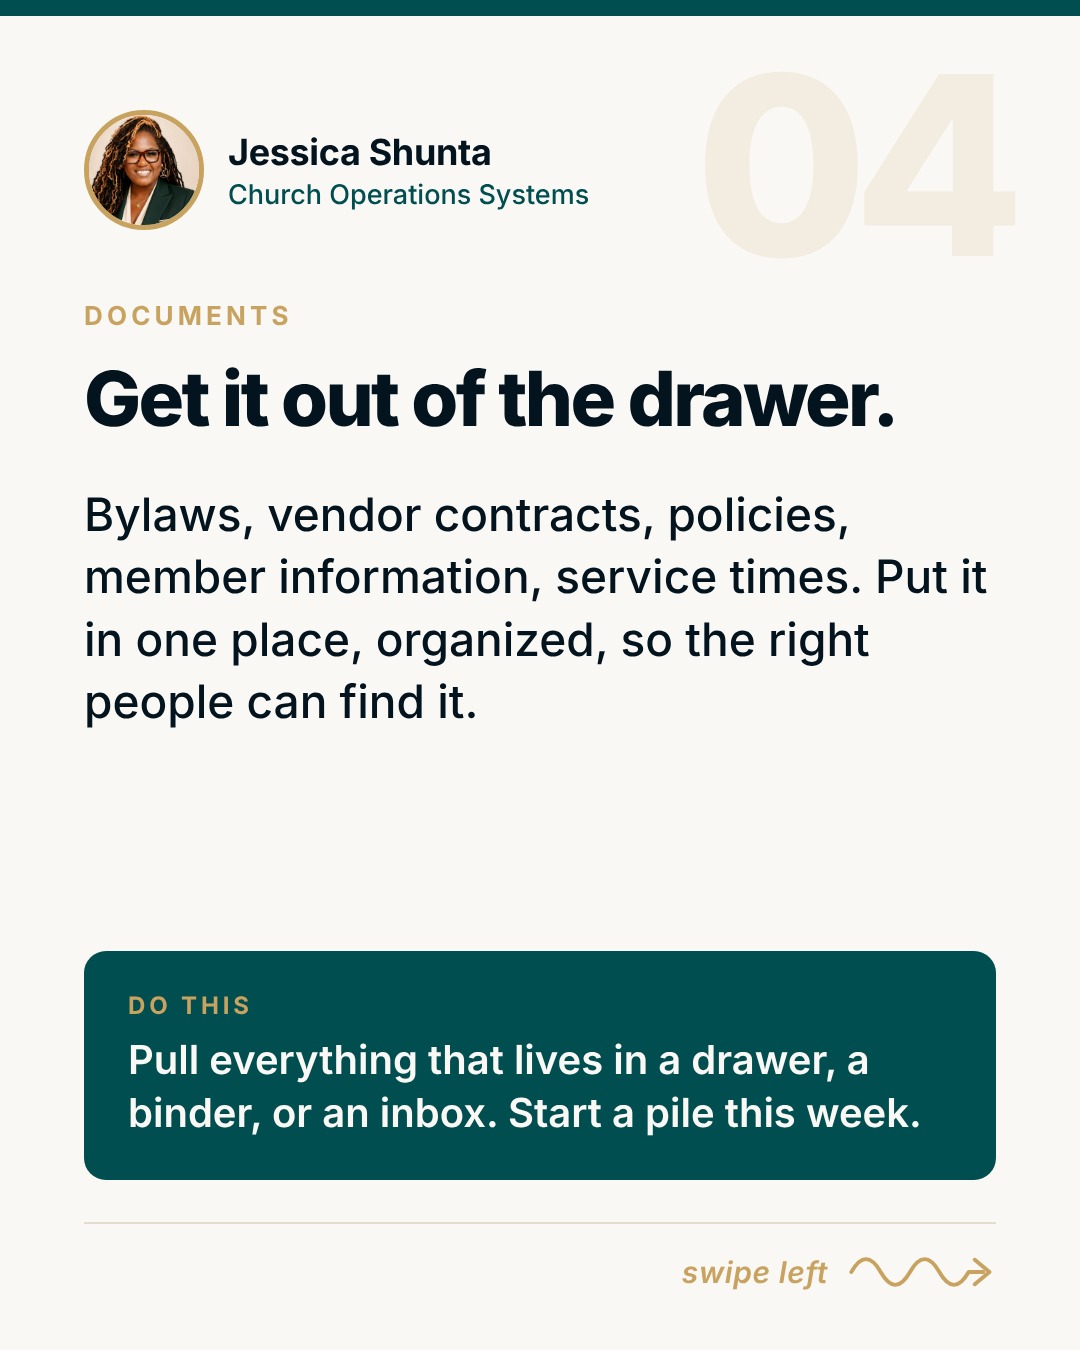 04
Jessica Shunta
Church Operations Systems
DOCUMENTS
Get it out of the drawer.
Bylaws, vendor contracts, policies,
member information, service times. Put it
in one place, organized, so the right
people can find it.
DO THIS
Pull everything that lives in a drawer, a
binder, or an inbox. Start a pile this week.
swipe left